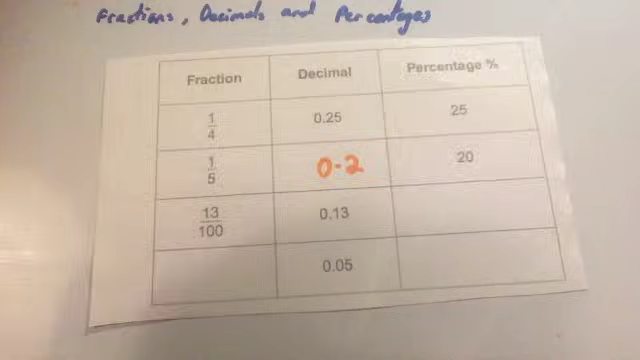 Fractions, Decimals and Percentages
Fraction Decimal Percentage %
1/4 0.25 25
1/5 0.2 20
13/100 0.13
0.05